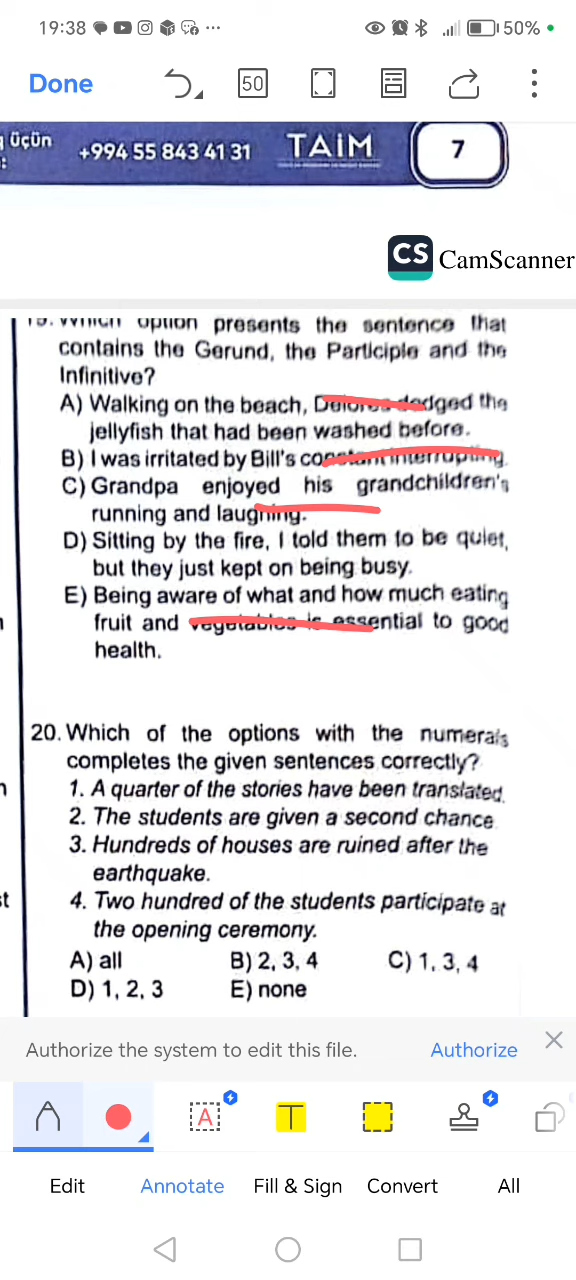 19:38
50%
Done
50
üçün
:
+994 55 843 41 31
TAİM
7
CS CamScanner
19. Which option presents the sentence that
contains the Gerund, the Participle and the
Infinitive?
A) Walking on the beach, Delores dodged the
jellyfish that had been washed before.
B) I was irritated by Bill's constant interrupting.
C) Grandpa enjoyed his grandchildren's
running and laughing.
D) Sitting by the fire, I told them to be quiet,
but they just kept on being busy.
E) Being aware of what and how much eating
fruit and vegetables is essential to good
health.
20. Which of the options with the numerals
completes the given sentences correctly?
1. A quarter of the stories have been translated.
2. The students are given a second chance
3. Hundreds of houses are ruined after the
earthquake.
4. Two hundred of the students participate at
the opening ceremony.
A) all B) 2, 3, 4 C) 1, 3, 4
D) 1, 2, 3 E) none
Authorize the system to edit this file.
Authorize
A
T
Edit
Annotate
Fill & Sign
Convert
All